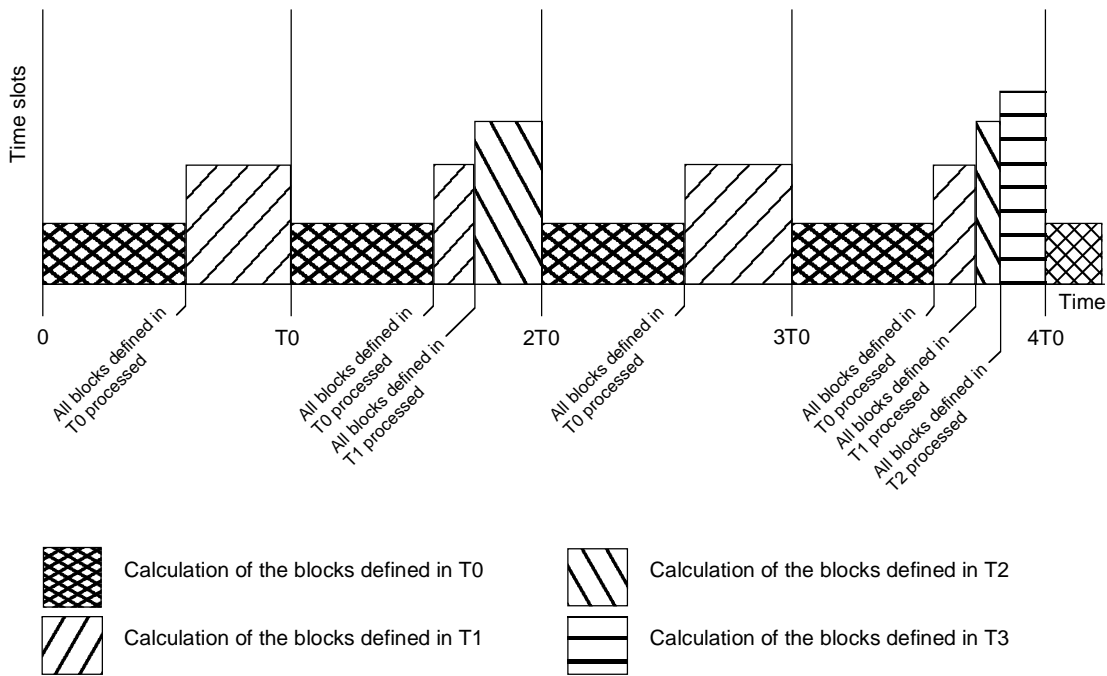 Time slots
Time
0
T0
2T0
3T0
4T0
All blocks defined in
T0 processed
All blocks defined in
T0 processed
All blocks defined in
T1 processed
All blocks defined in
T0 processed
All blocks defined in
T0 processed
All blocks defined in
T1 processed
All blocks defined in
T2 processed
Calculation of the blocks defined in T0
Calculation of the blocks defined in T2
Calculation of the blocks defined in T1
Calculation of the blocks defined in T3